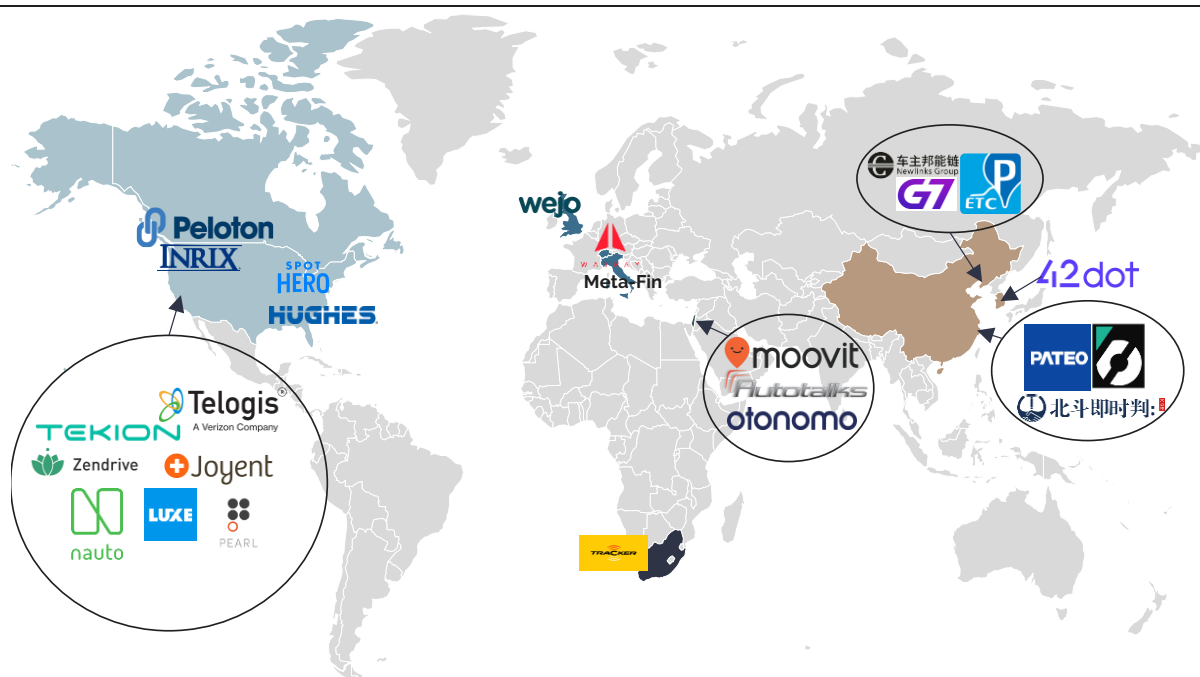 Peloton
INRIX
SPOT
HERO
HUGHES.
Telogis®
A Verizon Company
TEKION
Zendrive
Joyent
nauto
LUXE
PEARL
wejo
W A Y R A Y
Meta-Fin
moovit
Autotalks
otonomo
TRACKER
车主邦能链
Newlinks Group
G7
P
ETC
42dot
PATEO
北斗即时判: